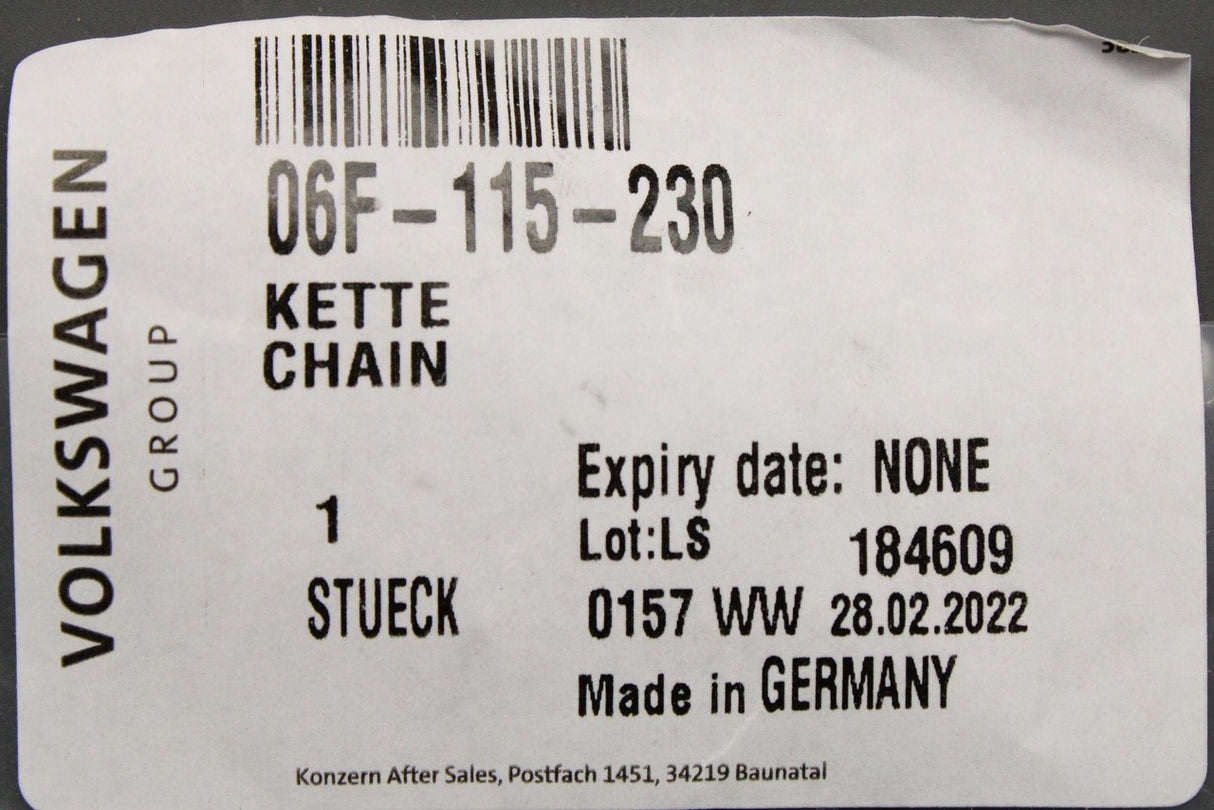 VOLKSWAGEN
GROUP
06F-115-230
KETTE
CHAIN
1
STUECK
Expiry date: NONE
Lot:LS 184609
0157 WW 28.02.2022
Made in GERMANY
Konzern After Sales, Postfach 1451, 34219 Baunatal